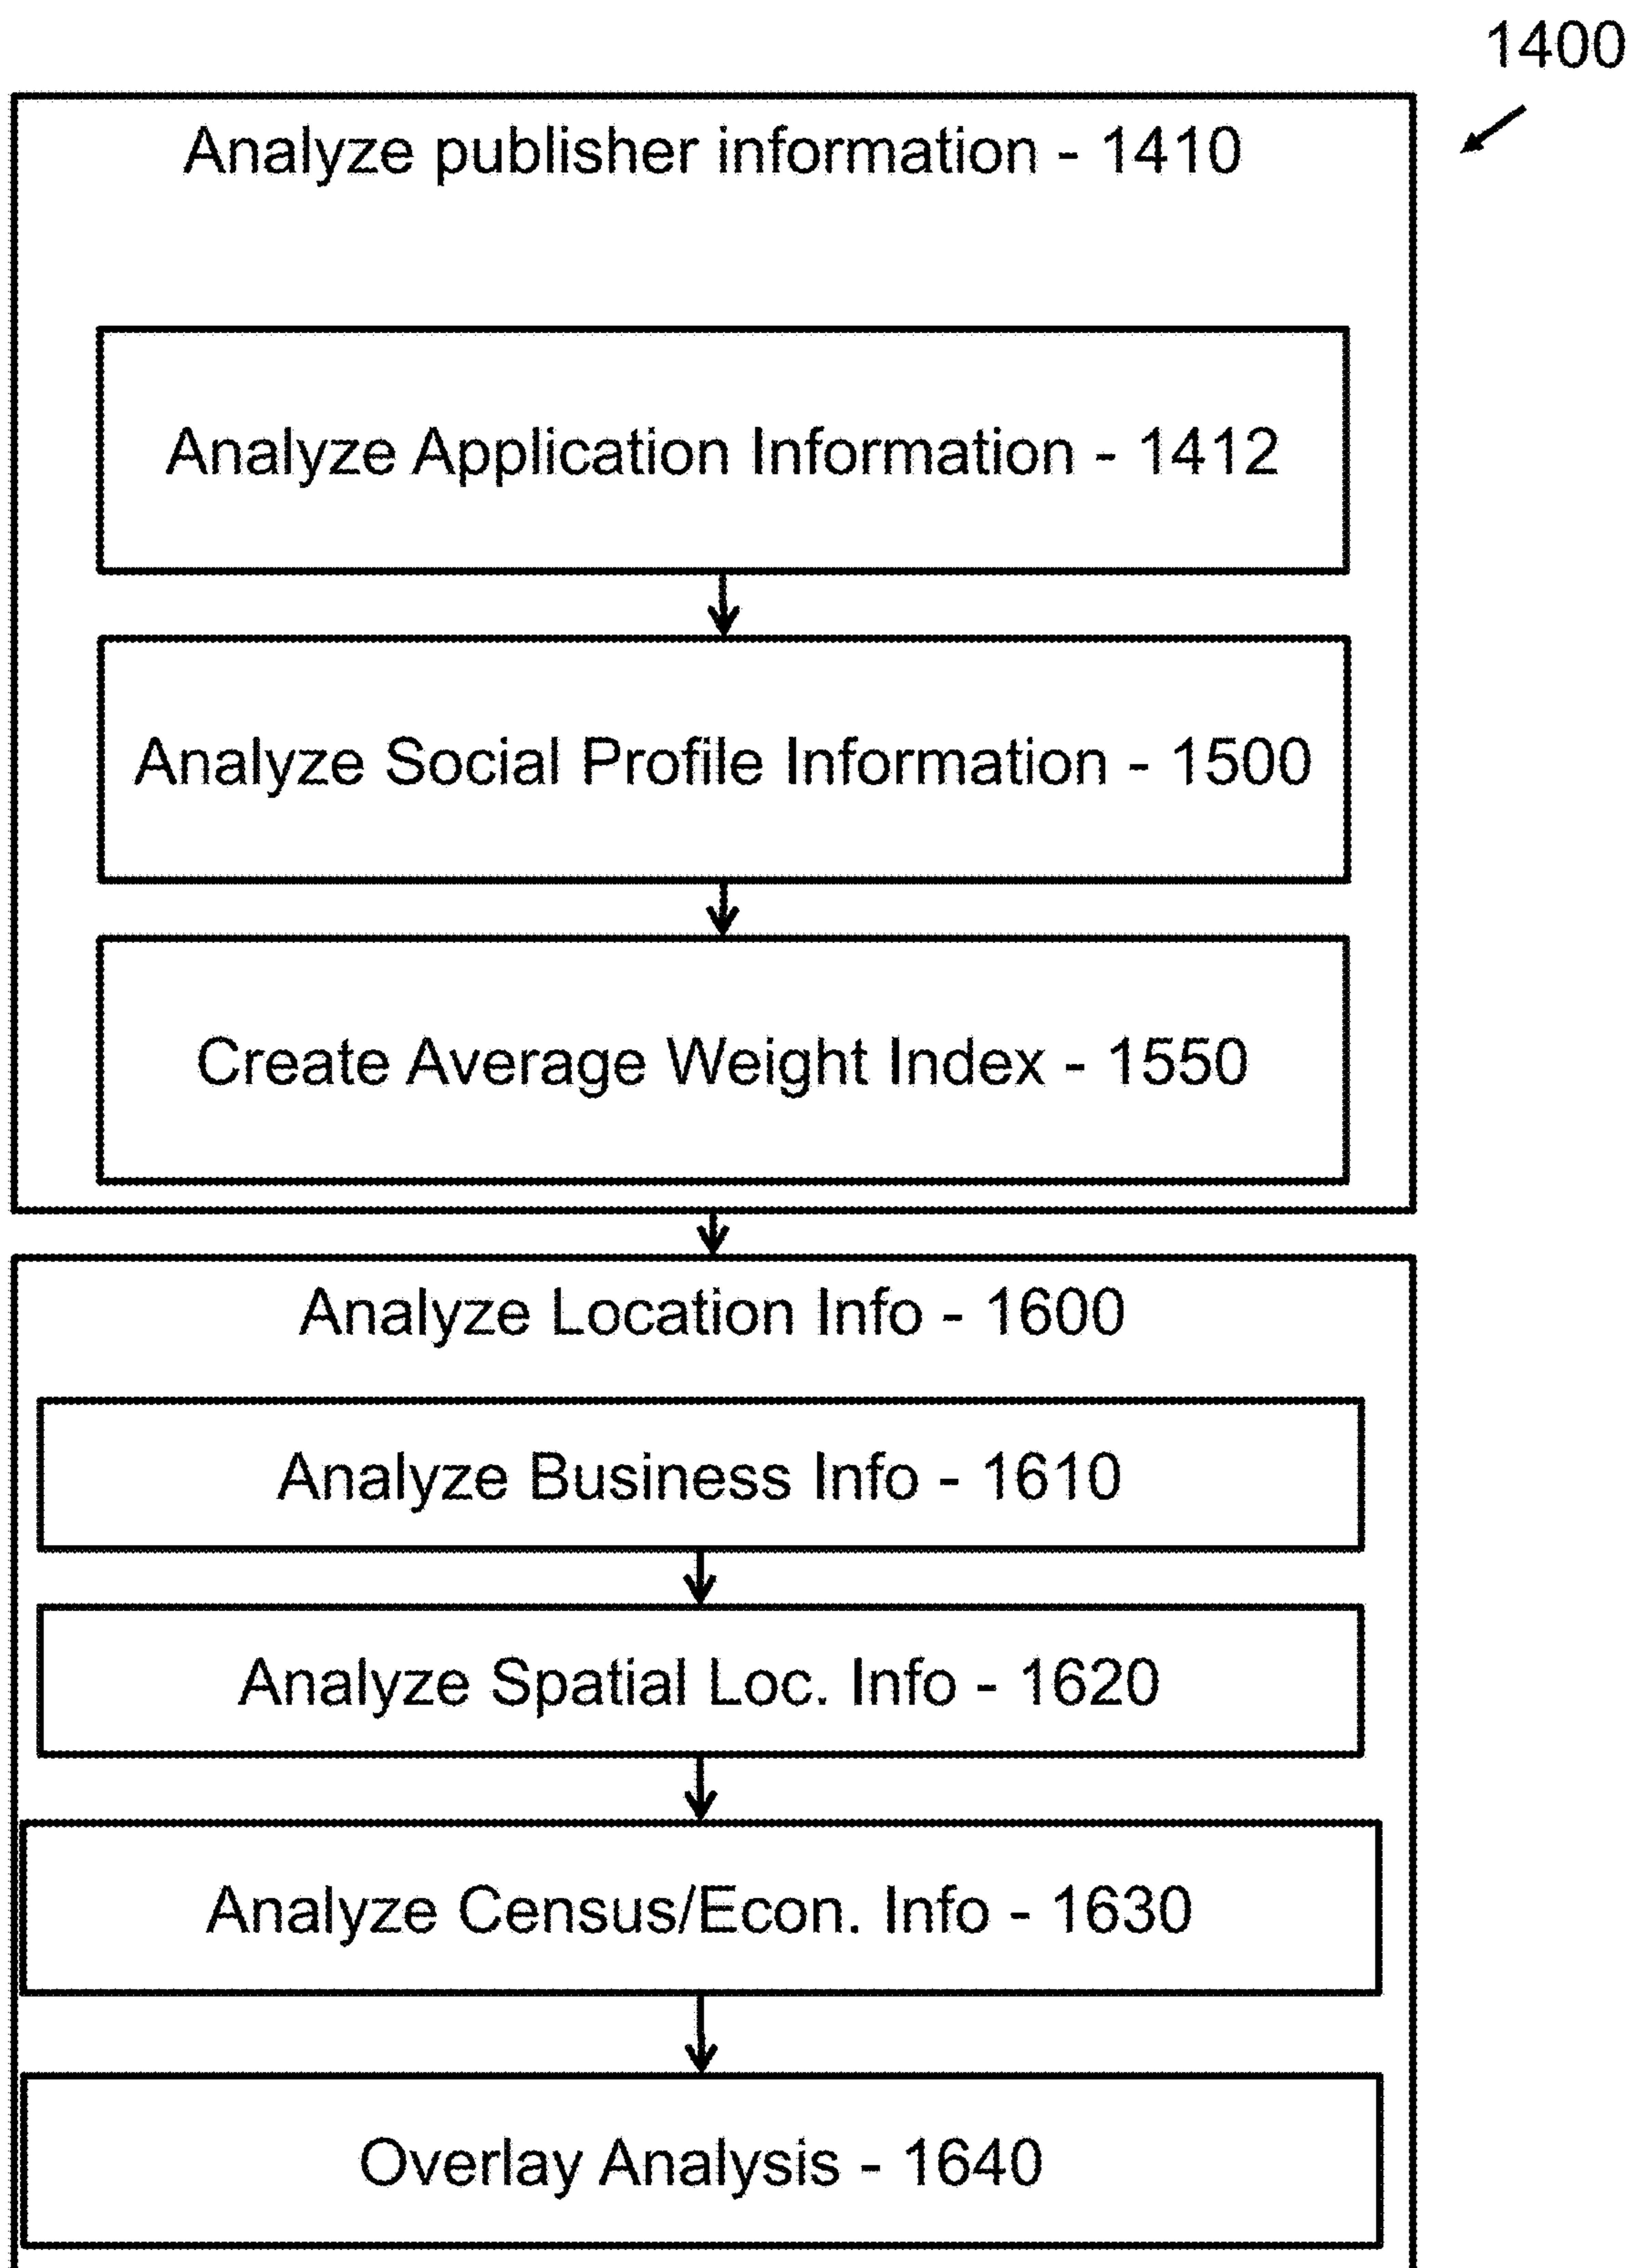 1400
Analyze publisher information - 1410
Analyze Application Information - 1412
Analyze Social Profile Information - 1500
Create Average Weight Index - 1550
Analyze Location Info - 1600
Analyze Business Info - 1610
Analyze Spatial Loc. Info - 1620
Analyze Census/Econ. Info - 1630
Overlay Analysis - 1640